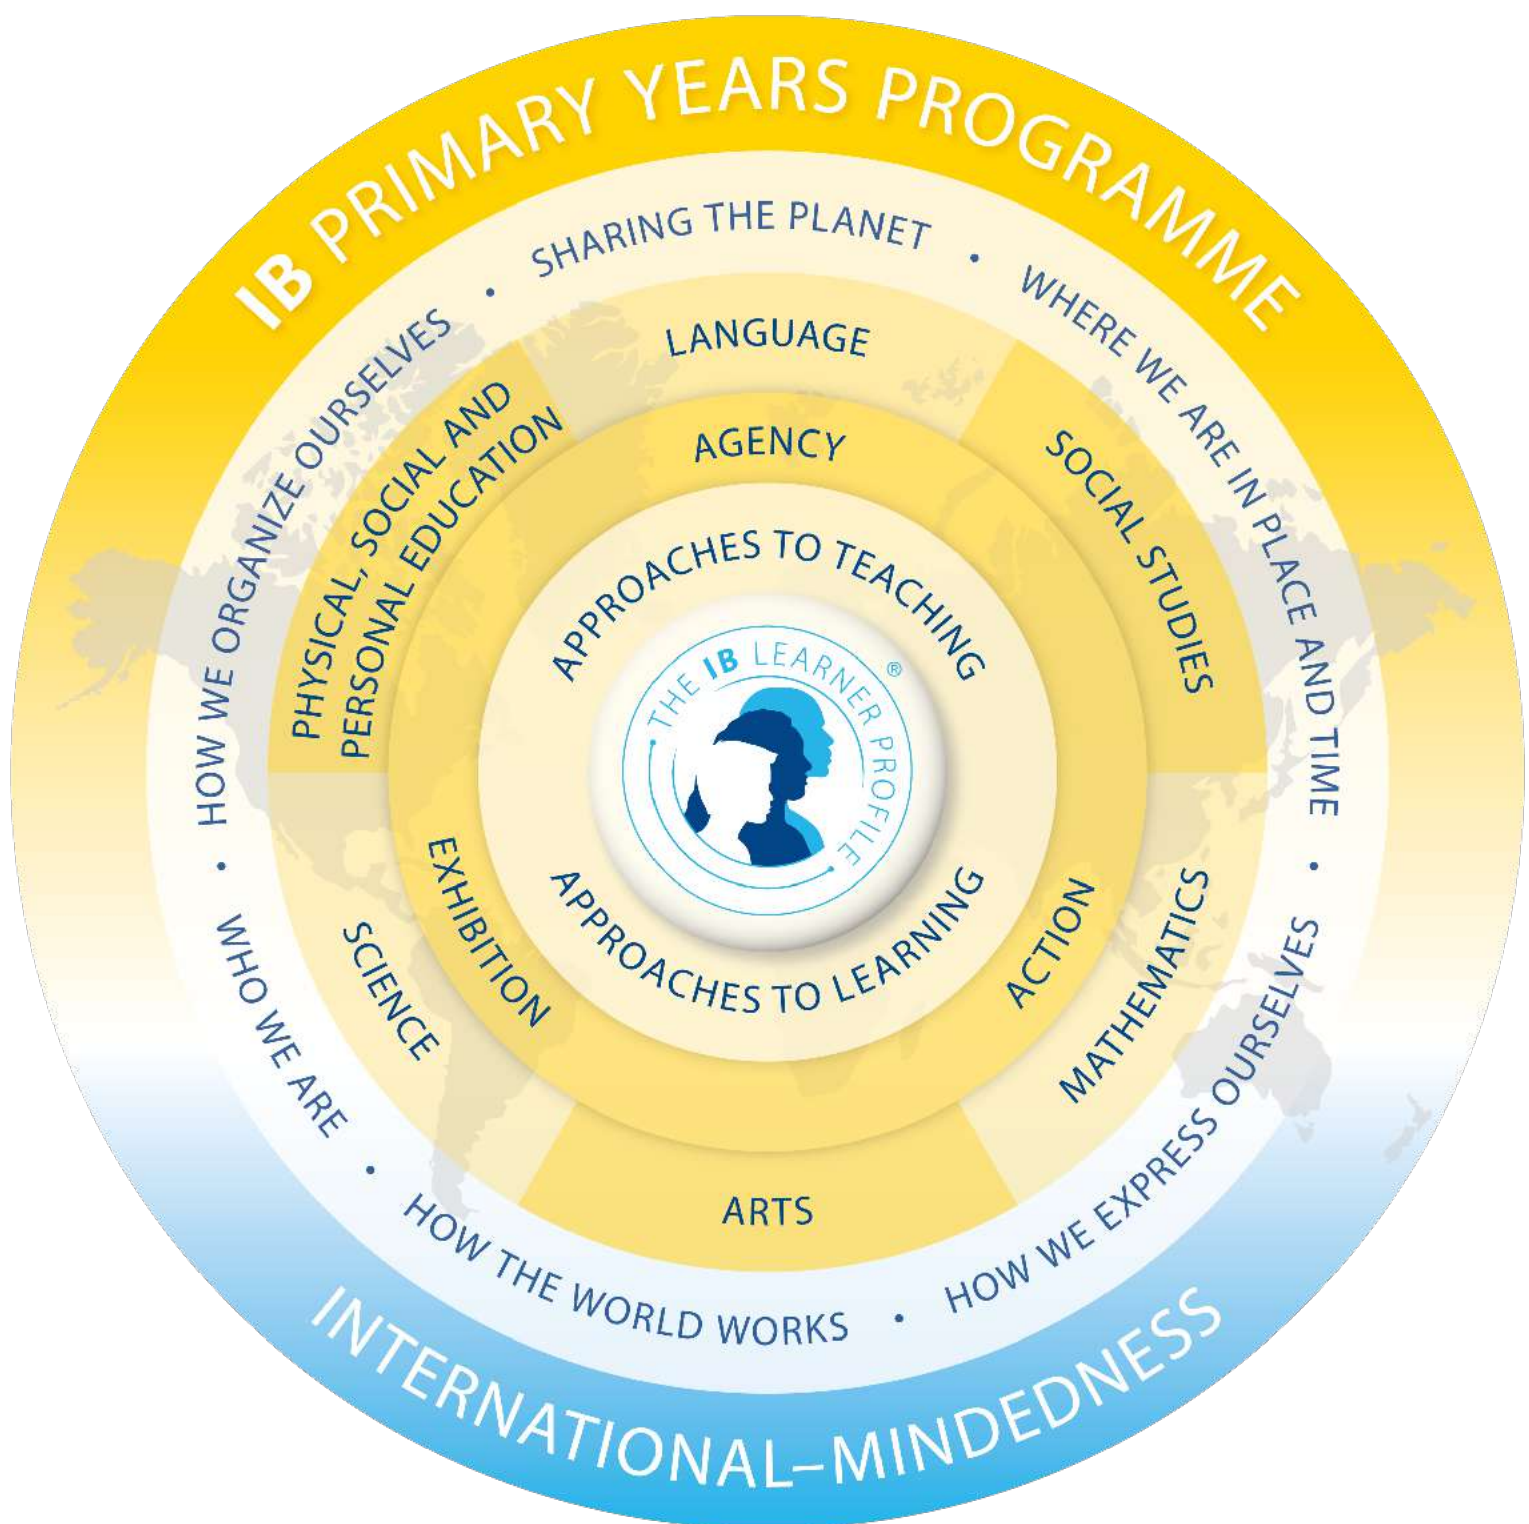 IB PRIMARY YEARS PROGRAMME
SHARING THE PLANET
•
WHERE WE ARE IN PLACE AND TIME
•
HOW WE EXPRESS OURSELVES
•
HOW THE WORLD WORKS
•
WHO WE ARE
•
HOW WE ORGANIZE OURSELVES
•
LANGUAGE
SOCIAL STUDIES
MATHEMATICS
ARTS
SCIENCE
PHYSICAL, SOCIAL AND
PERSONAL EDUCATION
AGENCY
ACTION
EXHIBITION
APPROACHES TO TEACHING
APPROACHES TO LEARNING
THE IB LEARNER PROFILE
®
INTERNATIONAL–MINDEDNESS